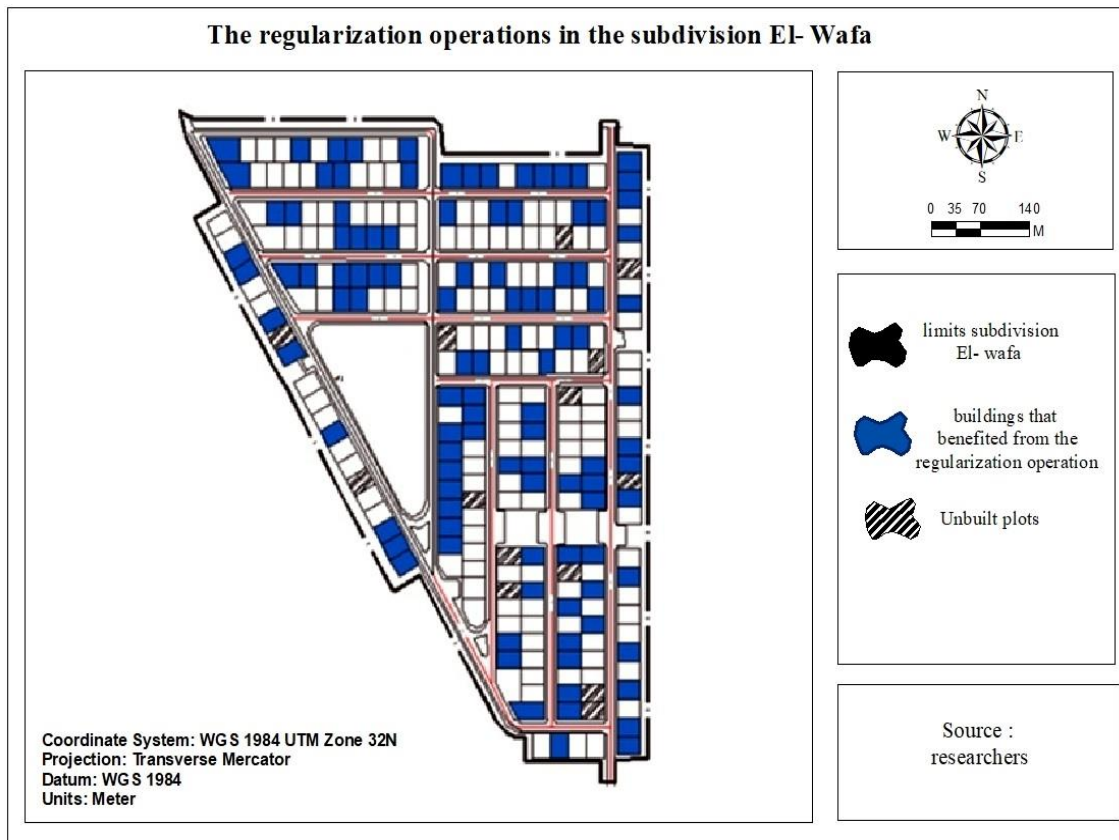 The regularization operations in the subdivision El- Wafa
N
W E
S
0 35 70 140
M
limits subdivision
El- wafa
buildings that
benefited from the
regularization operation
Unbuilt plots
Source :
researchers
Coordinate System: WGS 1984 UTM Zone 32N
Projection: Transverse Mercator
Datum: WGS 1984
Units: Meter